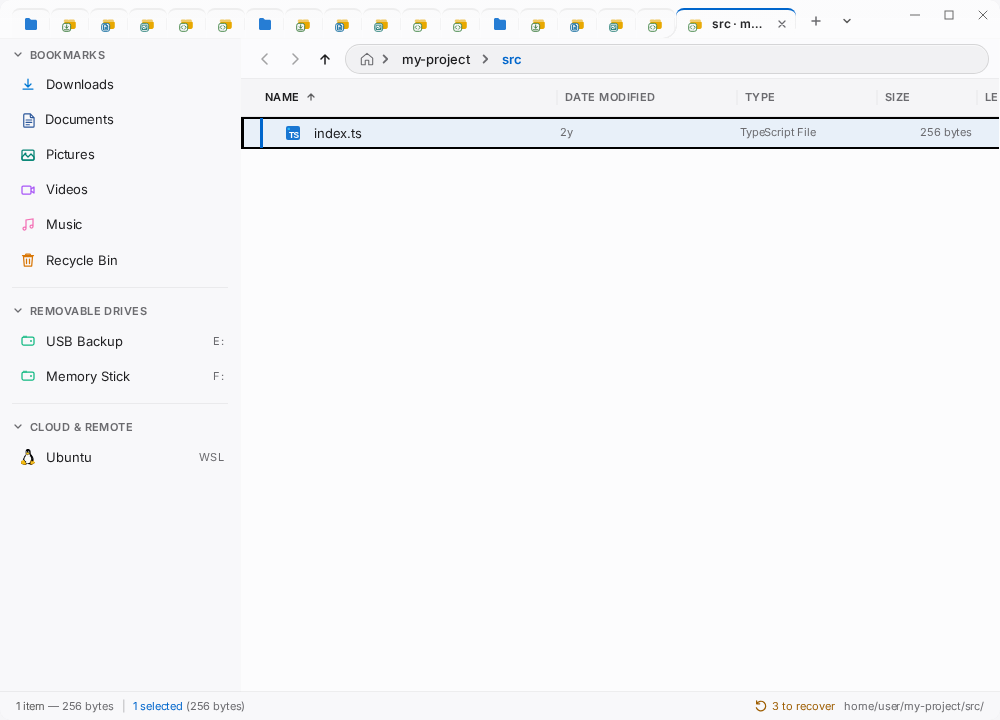 src · m...
BOOKMARKS
Downloads
Documents
Pictures
Videos
Music
Recycle Bin
REMOVABLE DRIVES
USB Backup E:
Memory Stick F:
CLOUD & REMOTE
Ubuntu WSL
my-project src
NAME DATE MODIFIED TYPE SIZE LE
TS index.ts 2y TypeScript File 256 bytes
1 item — 256 bytes 1 selected (256 bytes) 3 to recover home/user/my-project/src/